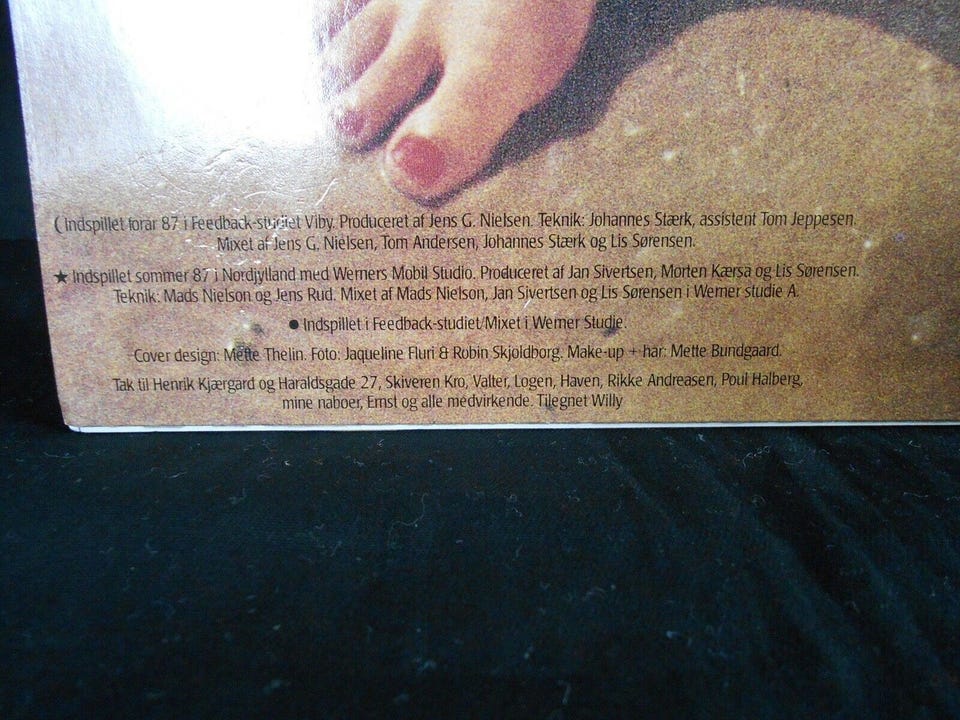 ( Indspillet forår 87 i Feedback-studiet Viby. Produceret af Jens G. Nielsen. Teknik: Johannes Stærk, assistent Tom Jeppesen.
Mixet af Jens G. Nielsen, Tom Andersen, Johannes Stærk og Lis Sørensen.
★ Indspillet sommer 87 i Nordjylland med Werners Mobil Studio. Produceret af Jan Sivertsen, Morten Kærsa og Lis Sørensen.
Teknik: Mads Nielson og Jens Rud. Mixet af Mads Nielson, Jan Sivertsen og Lis Sørensen i Werner studie A.
● Indspillet i Feedback-studiet/Mixet i Werner Studie.
Cover design: Mette Thelin. Foto: Jaqueline Fluri & Robin Skjoldborg. Make-up + hår: Mette Bundgaard.
Tak til Henrik Kjærgard og Haraldsgade 27, Skiveren Kro, Valter, Logen, Haven, Rikke Andreasen, Poul Halberg,
mine naboer, Ernst og alle medvirkende. Tilegnet Willy